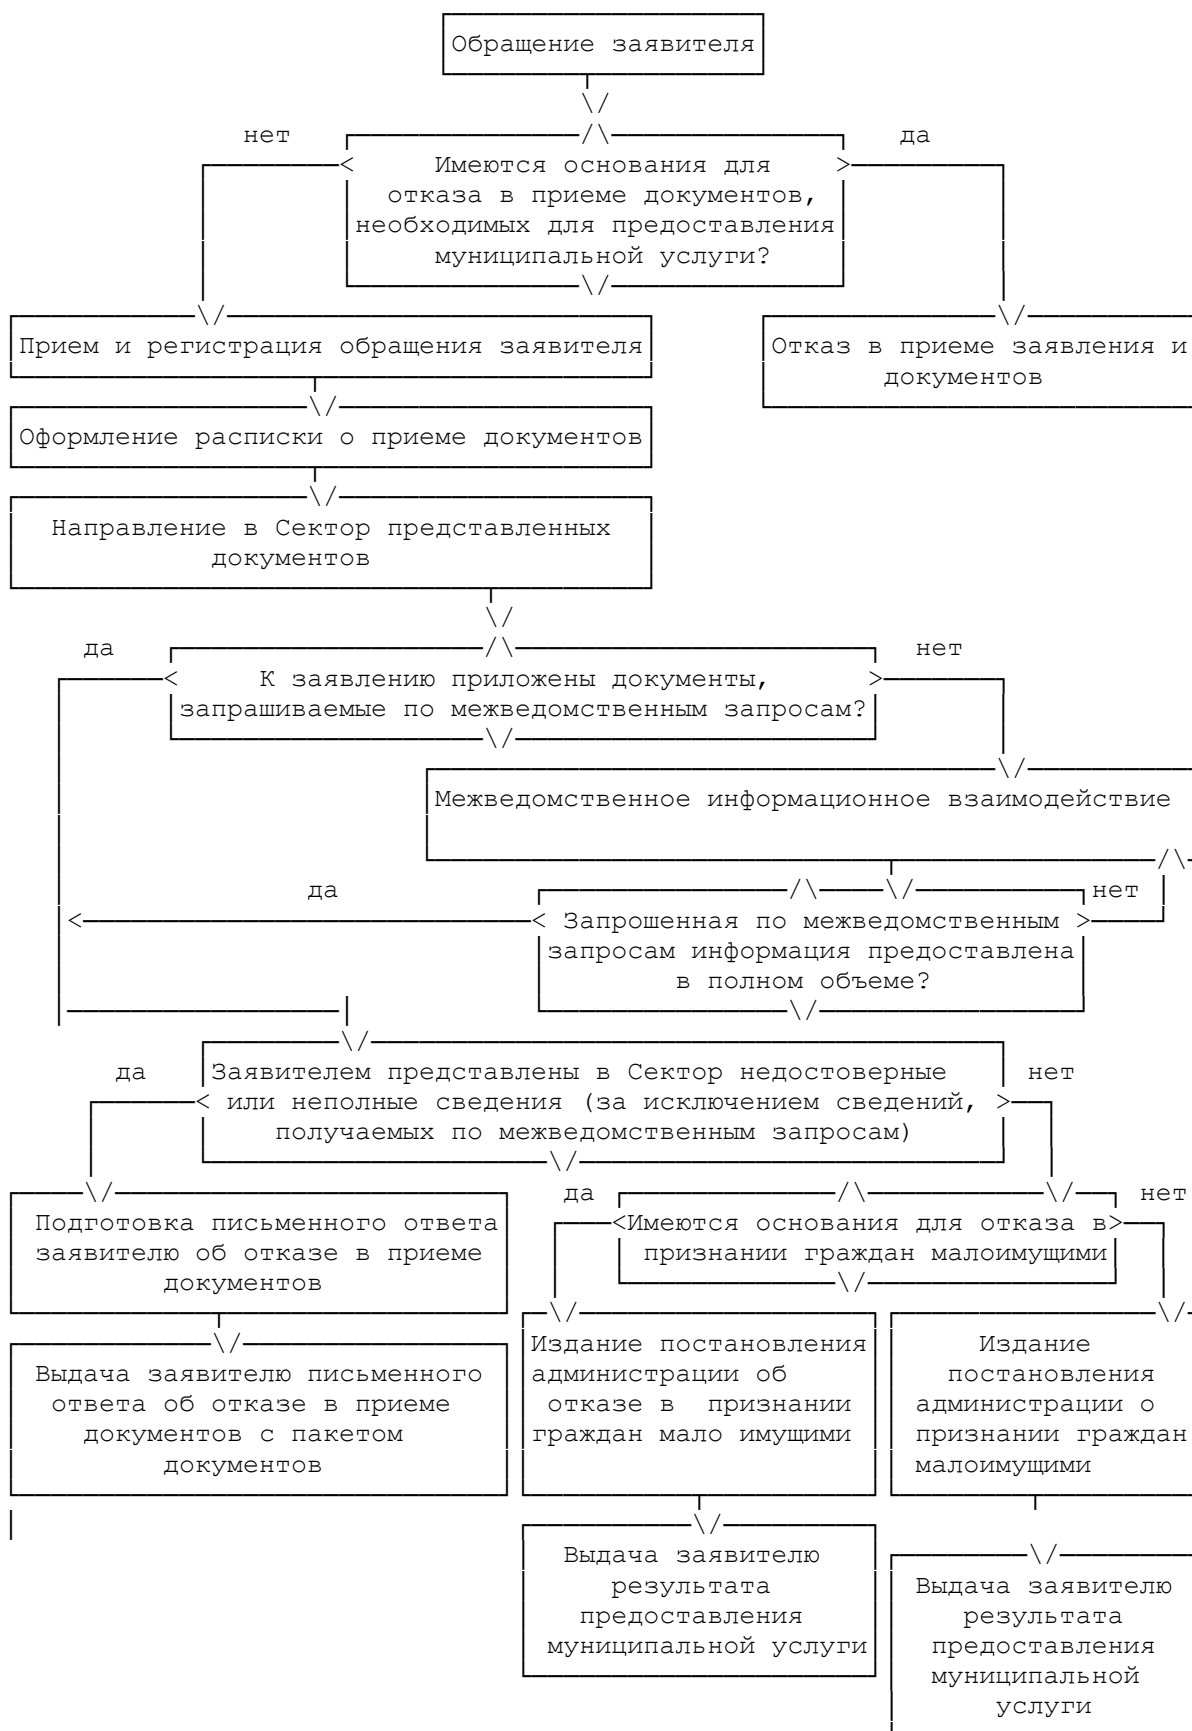 Обращение заявителя
нет
да
Имеются основания для
отказа в приеме документов,
необходимых для предоставления
муниципальной услуги?
Прием и регистрация обращения заявителя
Отказ в приеме заявления и
документов
Оформление расписки о приеме документов
Направление в Сектор представленных
документов
да
нет
К заявлению приложены документы,
запрашиваемые по межведомственным запросам?
Межведомственное информационное взаимодействие
да
нет
Запрошенная по межведомственным
запросам информация предоставлена
в полном объеме?
да
нет
Заявителем представлены в Сектор недостоверные
или неполные сведения (за исключением сведений,
получаемых по межведомственным запросам)
да
нет
Подготовка письменного ответа
заявителю об отказе в приеме
документов
Имеются основания для отказа в
признании граждан малоимущими
Выдача заявителю письменного
ответа об отказе в приеме
документов с пакетом
документов
Издание постановления
администрации об
отказе в  признании
граждан мало имущими
Издание
постановления
администрации о
признании граждан
малоимущими
Выдача заявителю
результата
предоставления
муниципальной услуги
Выдача заявителю
результата
предоставления
муниципальной
услуги